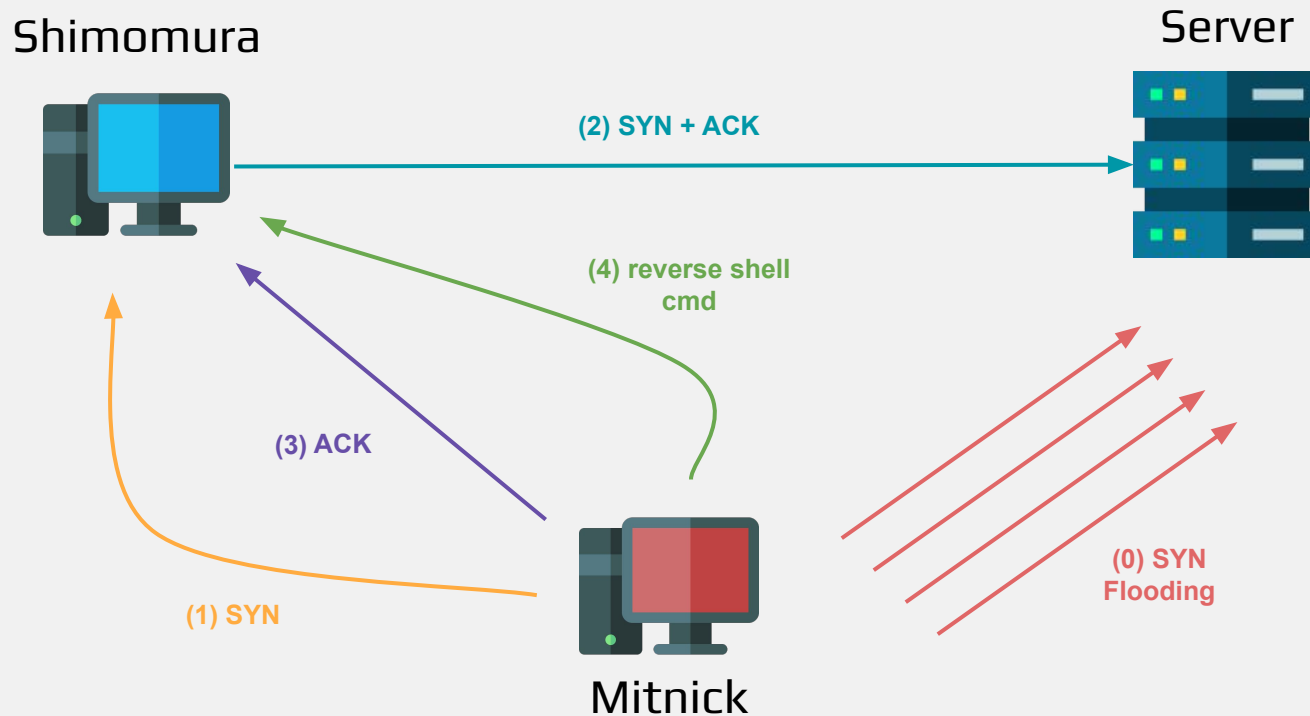 Shimomura
Server
(2) SYN + ACK
(4) reverse shell
cmd
(3) ACK
(1) SYN
(0) SYN
Flooding
Mitnick